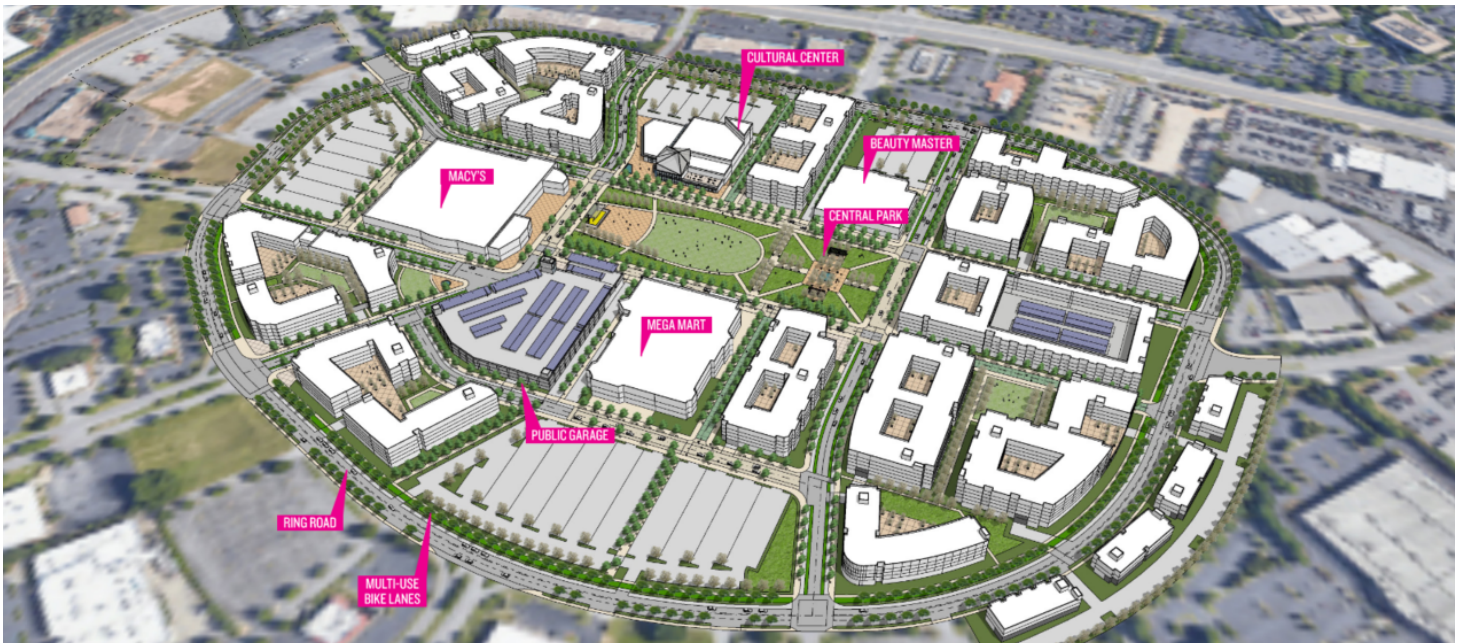 CULTURAL CENTER
BEAUTY MASTER
MACY'S
CENTRAL PARK
MEGA MART
PUBLIC GARAGE
RING ROAD
MULTI-USE
BIKE LANES